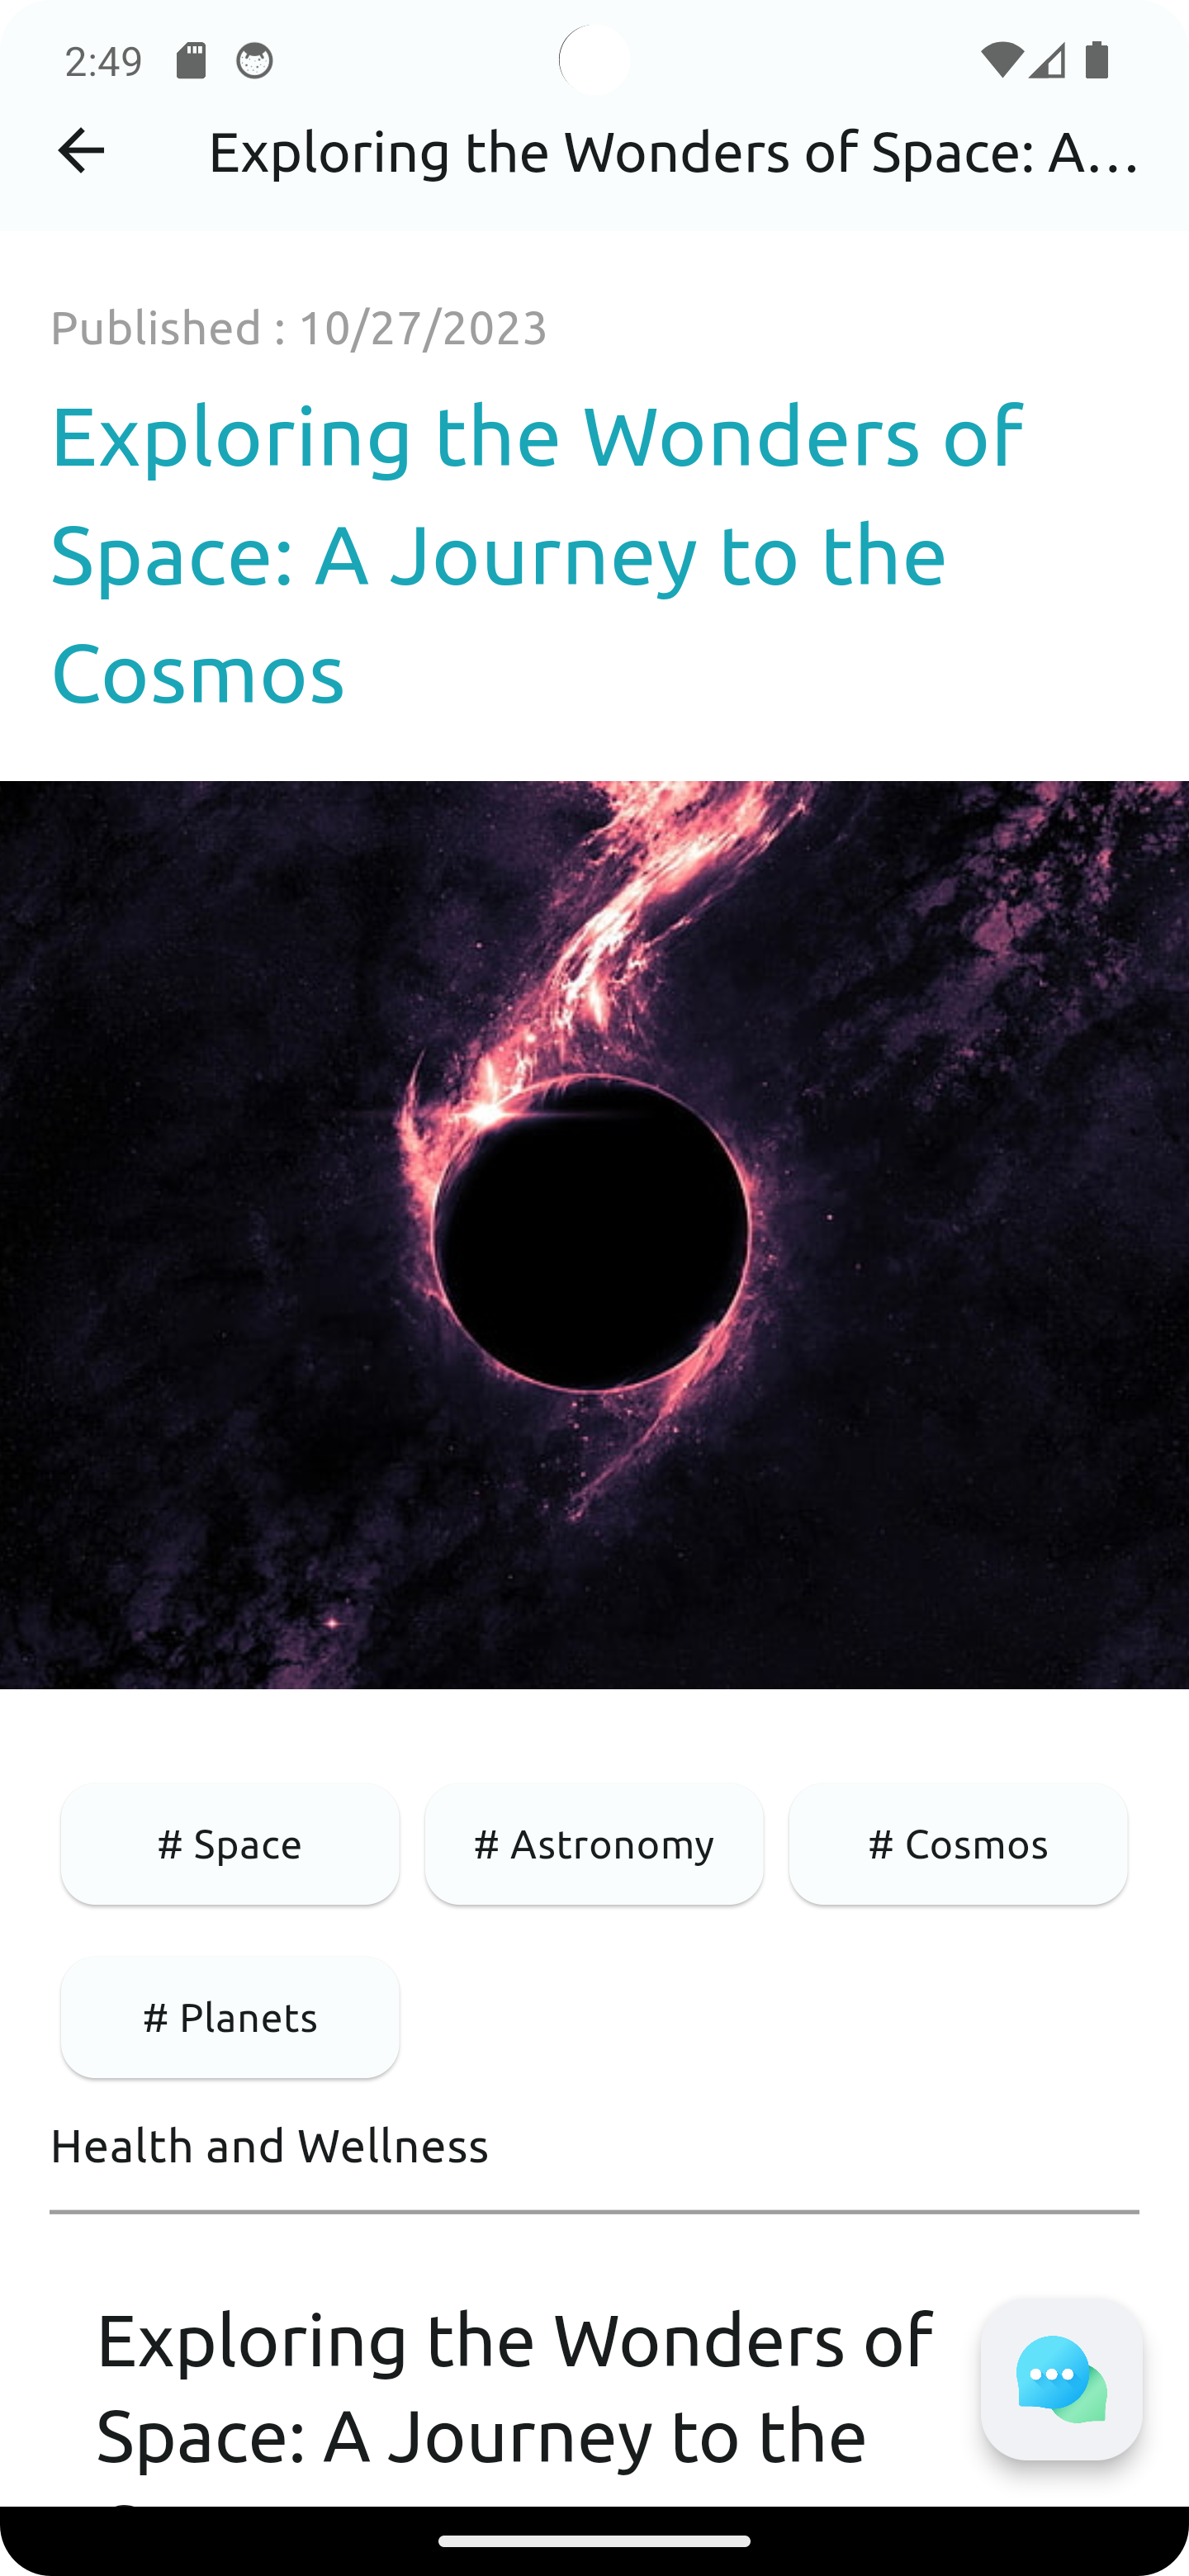 2:49
Exploring the Wonders of Space: A...
Published : 10/27/2023
Exploring the Wonders of
Space: A Journey to the
Cosmos
# Space
# Astronomy
# Cosmos
# Planets
Health and Wellness
Exploring the Wonders of
Space: A Journey to the